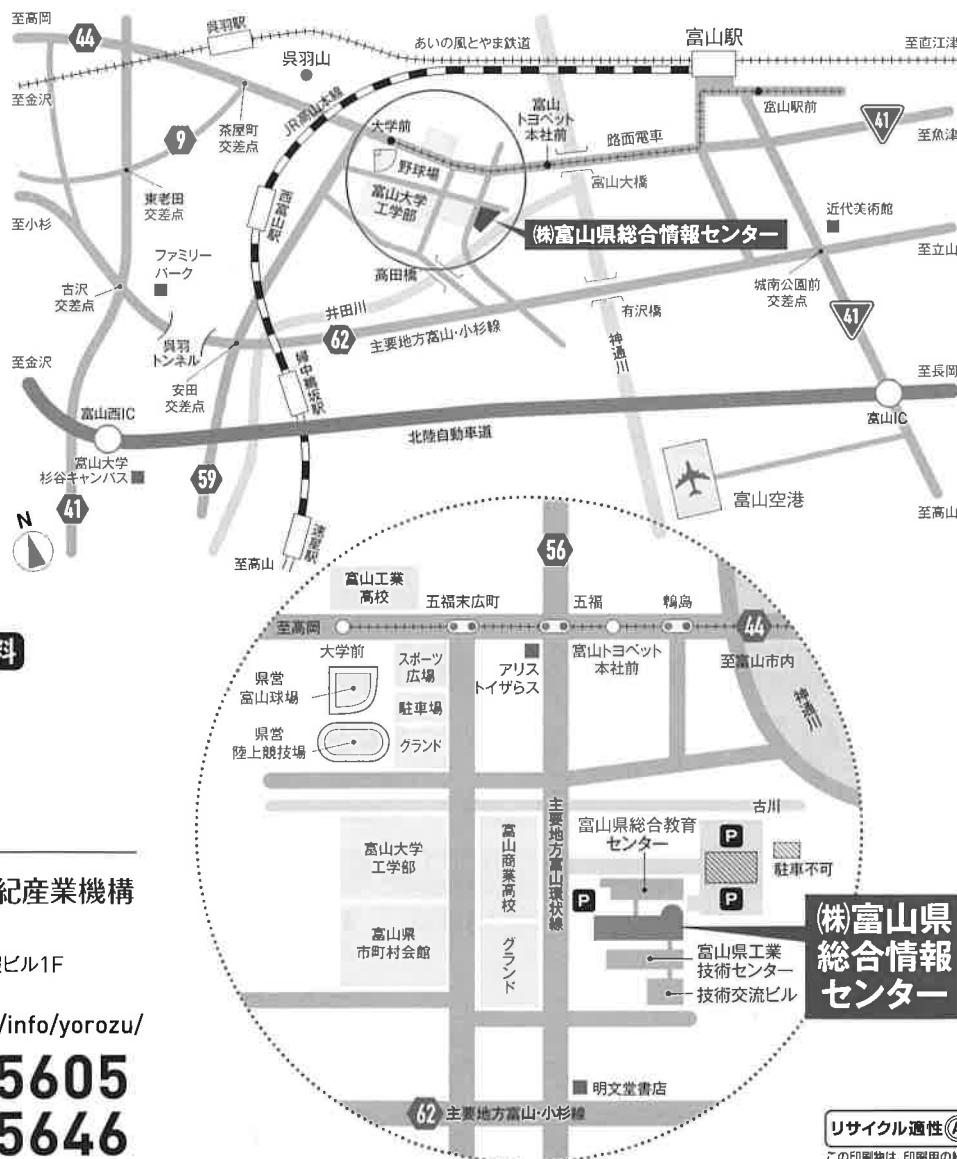 至高岡
44
呉羽駅
あいの風とやま鉄道
富山駅
至直江津
呉羽山
至金沢
JR高山本線
茶屋町
交差点
9
大学前
富山
トヨペット
本社前
路面電車
富山駅前
41
至魚津
野球場
富山大学
工学部
富山大橋
東老田
交差点
西富山駅
至小杉
(株)富山県総合情報センター
近代美術館
至立山
ファミリー
パーク
高田橋
古沢
交差点
井田川
有沢橋
城南公園前
交差点
呉羽
トンネル
62
主要地方富山・小杉線
41
至金沢
安田
交差点
婦中鵜坂駅
神通川
至長岡
富山西IC
富山IC
北陸自動車道
富山大学
杉谷キャンパス
59
41
富山空港
N
速星駅
至高山
至高山
56
富山工業
高校
五福末広町
五福
鵯島
至高岡
44
料
大学前
スポーツ
広場
アリス
トイザらス
富山トヨペット
本社前
至富山市内
県営
富山球場
駐車場
神通川
県営
陸上競技場
グランド
古川
主要地方富山環状線
富山県総合教育
センター
P
富山大学
工学部
富山商業高校
駐車不可
紀産業機構
P
P
(株)富山県
総合情報
センター
富山県
市町村会館
グランド
富山県工業
技術センター
ビル1F
技術交流ビル
/info/yorozu/
5605
明文堂書店
5646
62
主要地方富山・小杉線
リサイクル適性Ⓐ